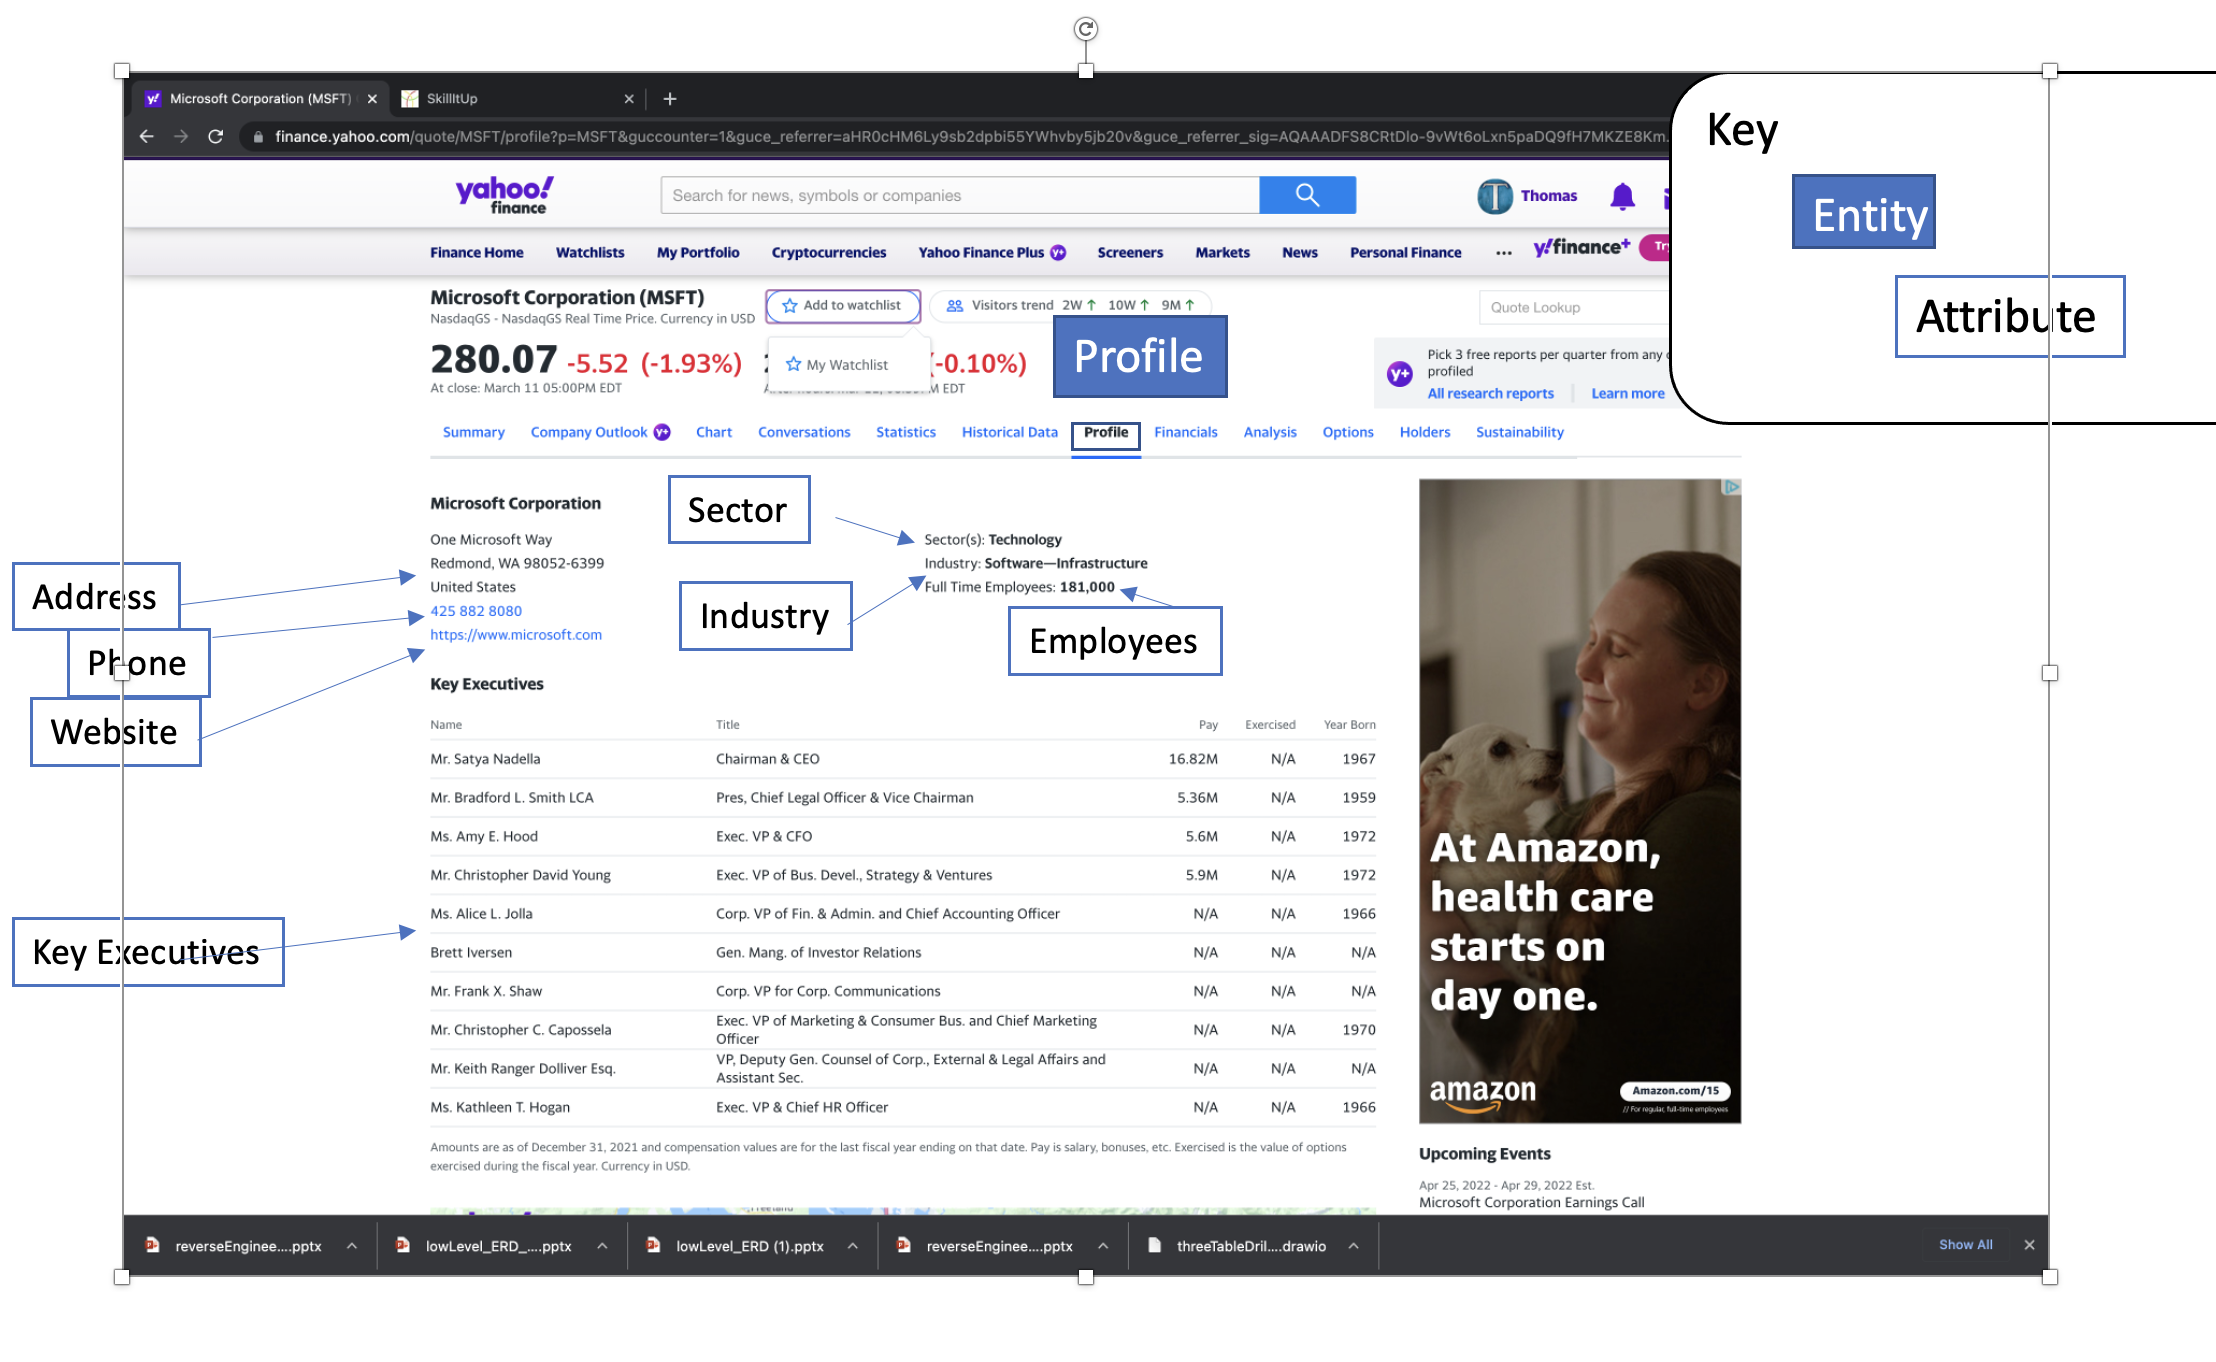 Microsoft Corporation (MSFT)
SkillItUp
finance.yahoo.com/quote/MSFT/profile?p=MSFT&guccounter=1&guce_referrer=aHR0cHM6Ly9sb2dpbi55YWhvby5jb20v&guce_referrer_sig=AQAAADFS8CRtDlo-9vWt6oLxn5paDQ9fH7MKZE8Km
Key
Entity
Attribute
yahoo!
finance
Search for news, symbols or companies
Thomas
Finance Home Watchlists My Portfolio Cryptocurrencies Yahoo Finance Plus Y+ Screeners Markets News Personal Finance ... y!finance+
Microsoft Corporation (MSFT) Add to watchlist Visitors trend 2W ↑ 10W ↑ 9M ↑
NasdaqGS - NasdaqGS Real Time Price. Currency in USD
Quote Lookup
280.07 -5.52 (-1.93%) (-0.10%)
My Watchlist
At close: March 11 05:00PM EDT
EDT
Profile
y+
Pick 3 free reports per quarter from any
profiled
All research reports Learn more
Summary Company Outlook Y+ Chart Conversations Statistics Historical Data Profile Financials Analysis Options Holders Sustainability
Microsoft Corporation
One Microsoft Way
Redmond, WA 98052-6399
United States
425 882 8080
https://www.microsoft.com
Sector
Industry
Employees
Sector(s): Technology
Industry: Software—Infrastructure
Full Time Employees: 181,000
Address
Phone
Website
Key Executives
Key Executives
Name Title Pay Exercised Year Born
Mr. Satya Nadella Chairman & CEO 16.82M N/A 1967
Mr. Bradford L. Smith LCA Pres, Chief Legal Officer & Vice Chairman 5.36M N/A 1959
Ms. Amy E. Hood Exec. VP & CFO 5.6M N/A 1972
Mr. Christopher David Young Exec. VP of Bus. Devel., Strategy & Ventures 5.9M N/A 1972
Ms. Alice L. Jolla Corp. VP of Fin. & Admin. and Chief Accounting Officer N/A N/A 1966
Brett Iversen Gen. Mang. of Investor Relations N/A N/A N/A
Mr. Frank X. Shaw Corp. VP for Corp. Communications N/A N/A N/A
Mr. Christopher C. Capossela Exec. VP of Marketing & Consumer Bus. and Chief Marketing
Officer N/A N/A 1970
Mr. Keith Ranger Dolliver Esq. VP, Deputy Gen. Counsel of Corp., External & Legal Affairs and
Assistant Sec. N/A N/A N/A
Ms. Kathleen T. Hogan Exec. VP & Chief HR Officer N/A N/A 1966
Amounts are as of December 31, 2021 and compensation values are for the last fiscal year ending on that date. Pay is salary, bonuses, etc. Exercised is the value of options
exercised during the fiscal year. Currency in USD.
At Amazon,
health care
starts on
day one.
amazon
Amazon.com/15
// For regular, full-time employees
Upcoming Events
Apr 25, 2022 - Apr 29, 2022 Est.
Microsoft Corporation Earnings Call
reverseEnginee....pptx lowLevel_ERD_....pptx lowLevel_ERD (1).pptx reverseEnginee....pptx threeTableDril....drawio Show All